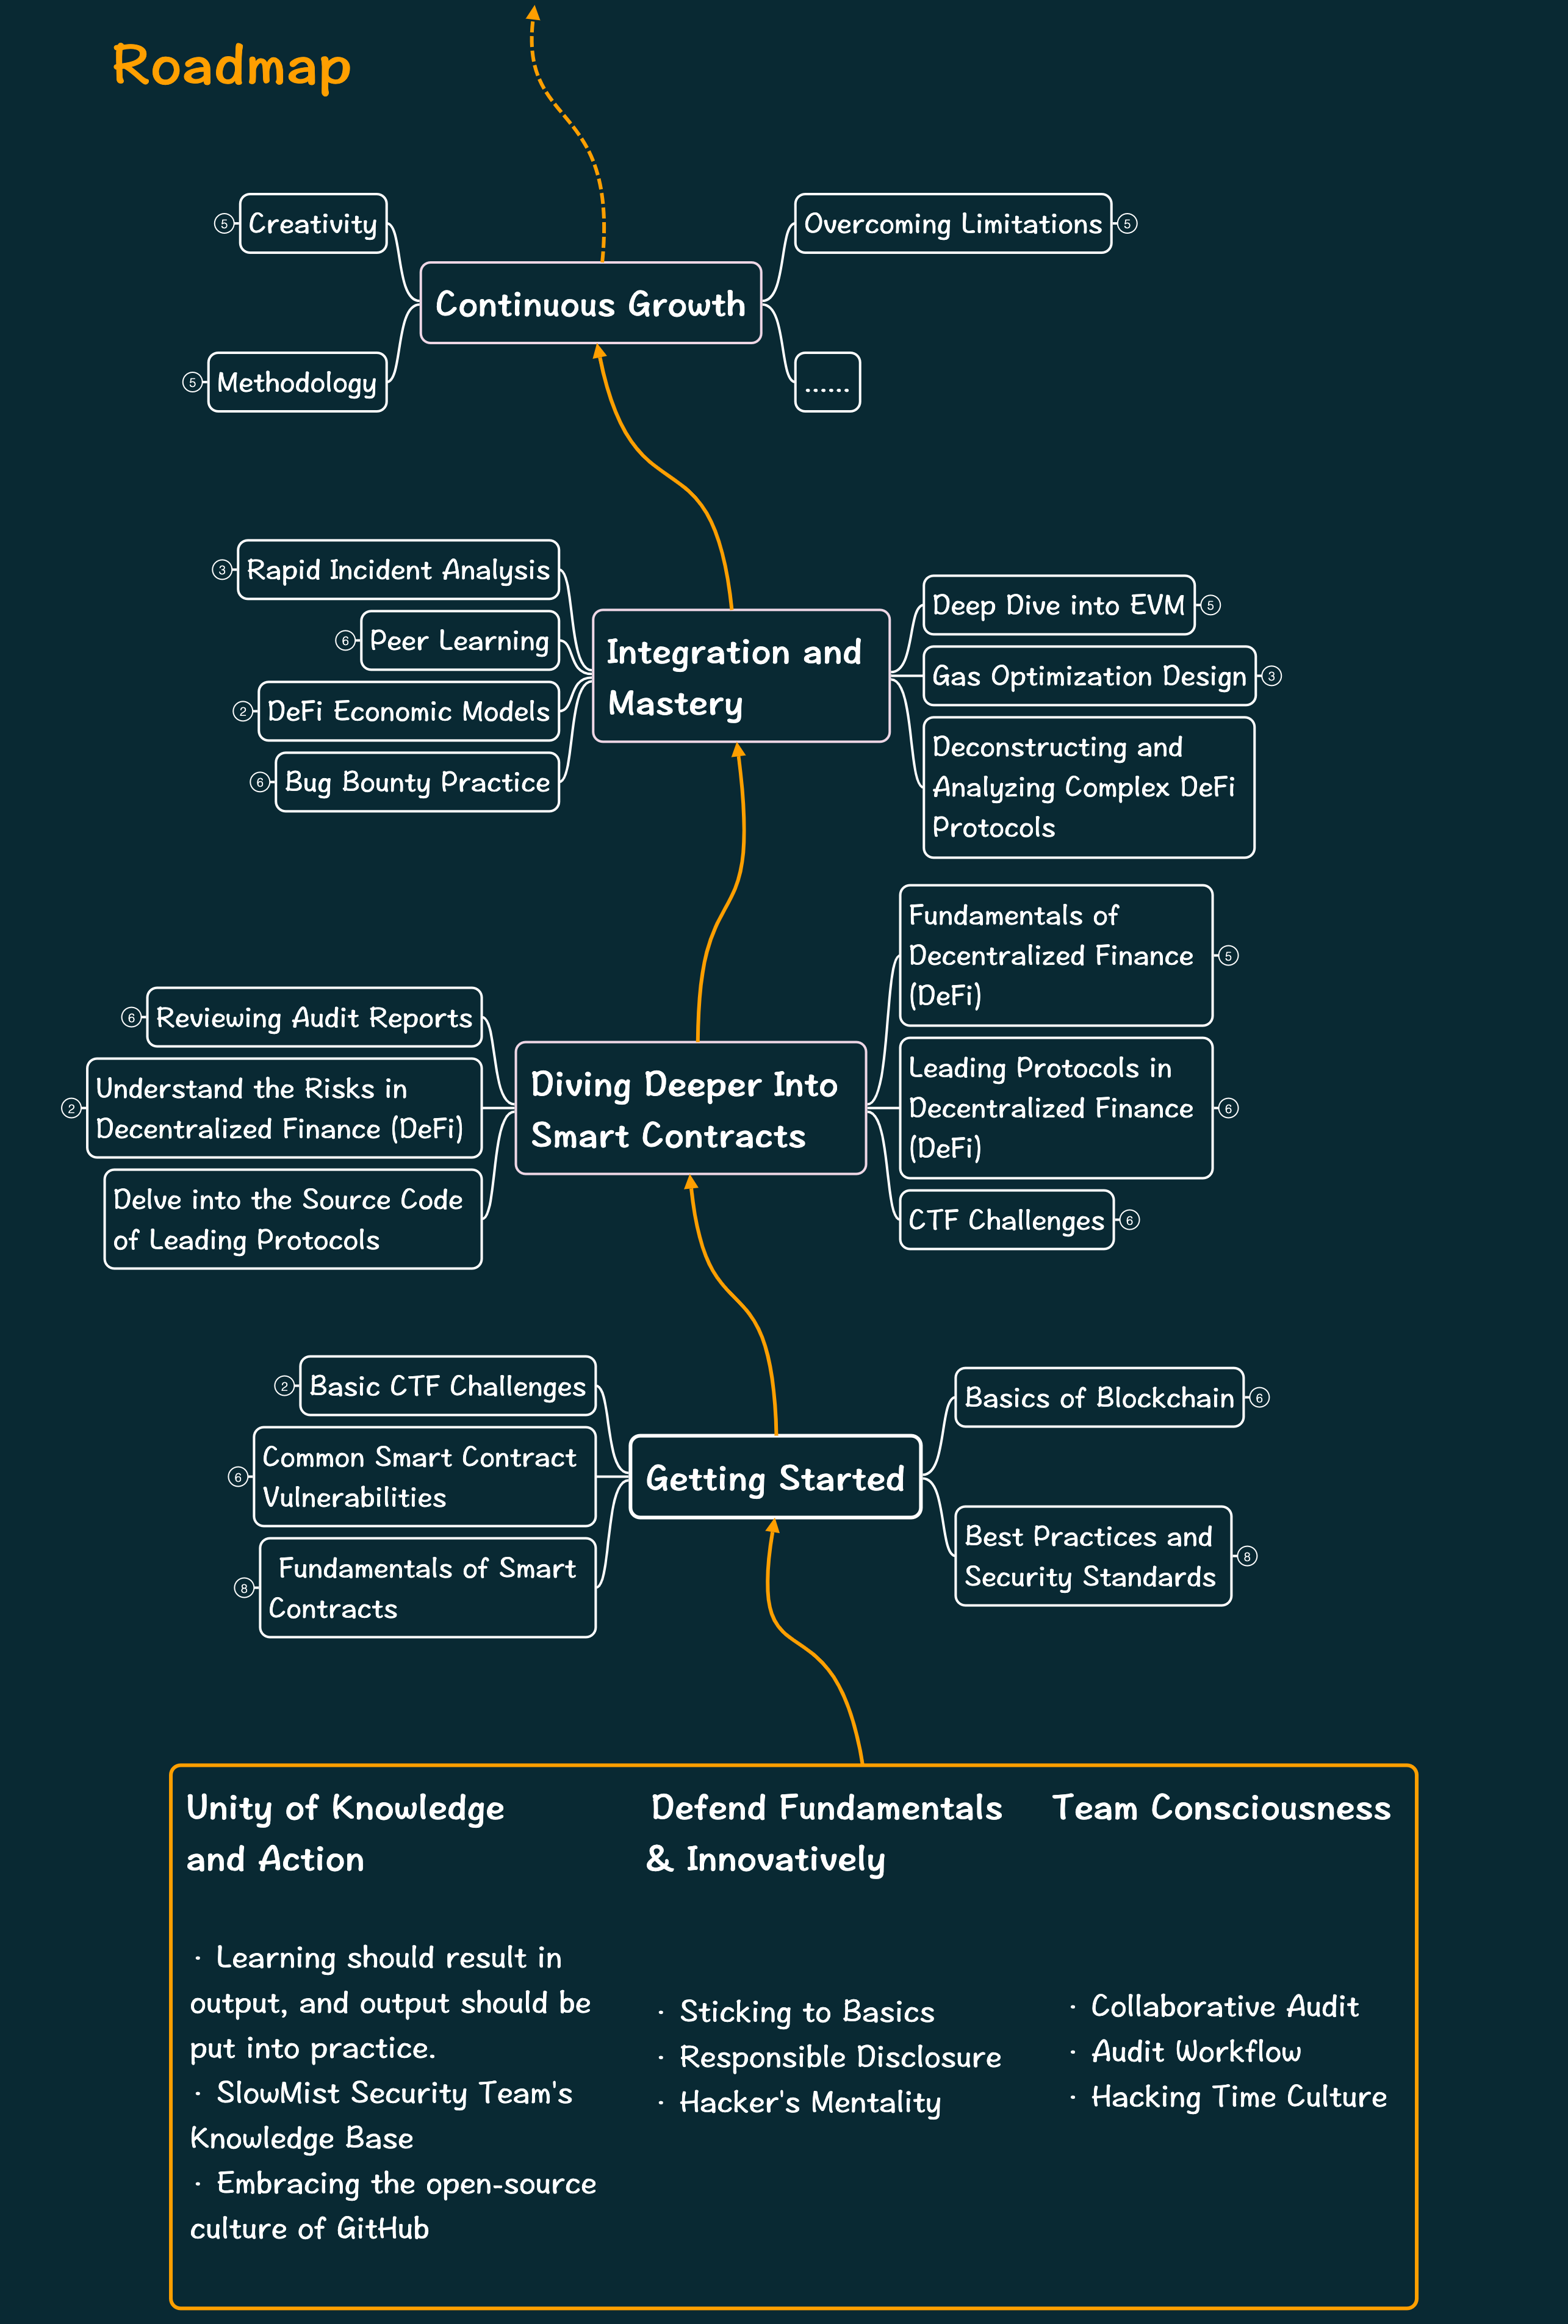 Roadmap
5
Creativity
Overcoming Limitations
5
Continuous Growth
5
Methodology
......
3
Rapid Incident Analysis
Deep Dive into EVM
5
6
Peer Learning
Integration and
Mastery
Gas Optimization Design
3
2
DeFi Economic Models
Deconstructing and
Analyzing Complex DeFi
Protocols
6
Bug Bounty Practice
Fundamentals of
Decentralized Finance
(DeFi)
5
6
Reviewing Audit Reports
Leading Protocols in
Decentralized Finance
(DeFi)
6
2
Understand the Risks in
Decentralized Finance (DeFi)
Diving Deeper Into
Smart Contracts
Delve into the Source Code
of Leading Protocols
CTF Challenges
6
2
Basic CTF Challenges
Basics of Blockchain
6
6
Common Smart Contract
Vulnerabilities
Getting Started
8
Fundamentals of Smart
Contracts
Best Practices and
Security Standards
8
Unity of Knowledge
and Action
· Learning should result in
output, and output should be
put into practice.
· SlowMist Security Team's
Knowledge Base
· Embracing the open-source
culture of GitHub
Defend Fundamentals
& Innovatively
· Sticking to Basics
· Responsible Disclosure
· Hacker's Mentality
Team Consciousness
· Collaborative Audit
· Audit Workflow
· Hacking Time Culture